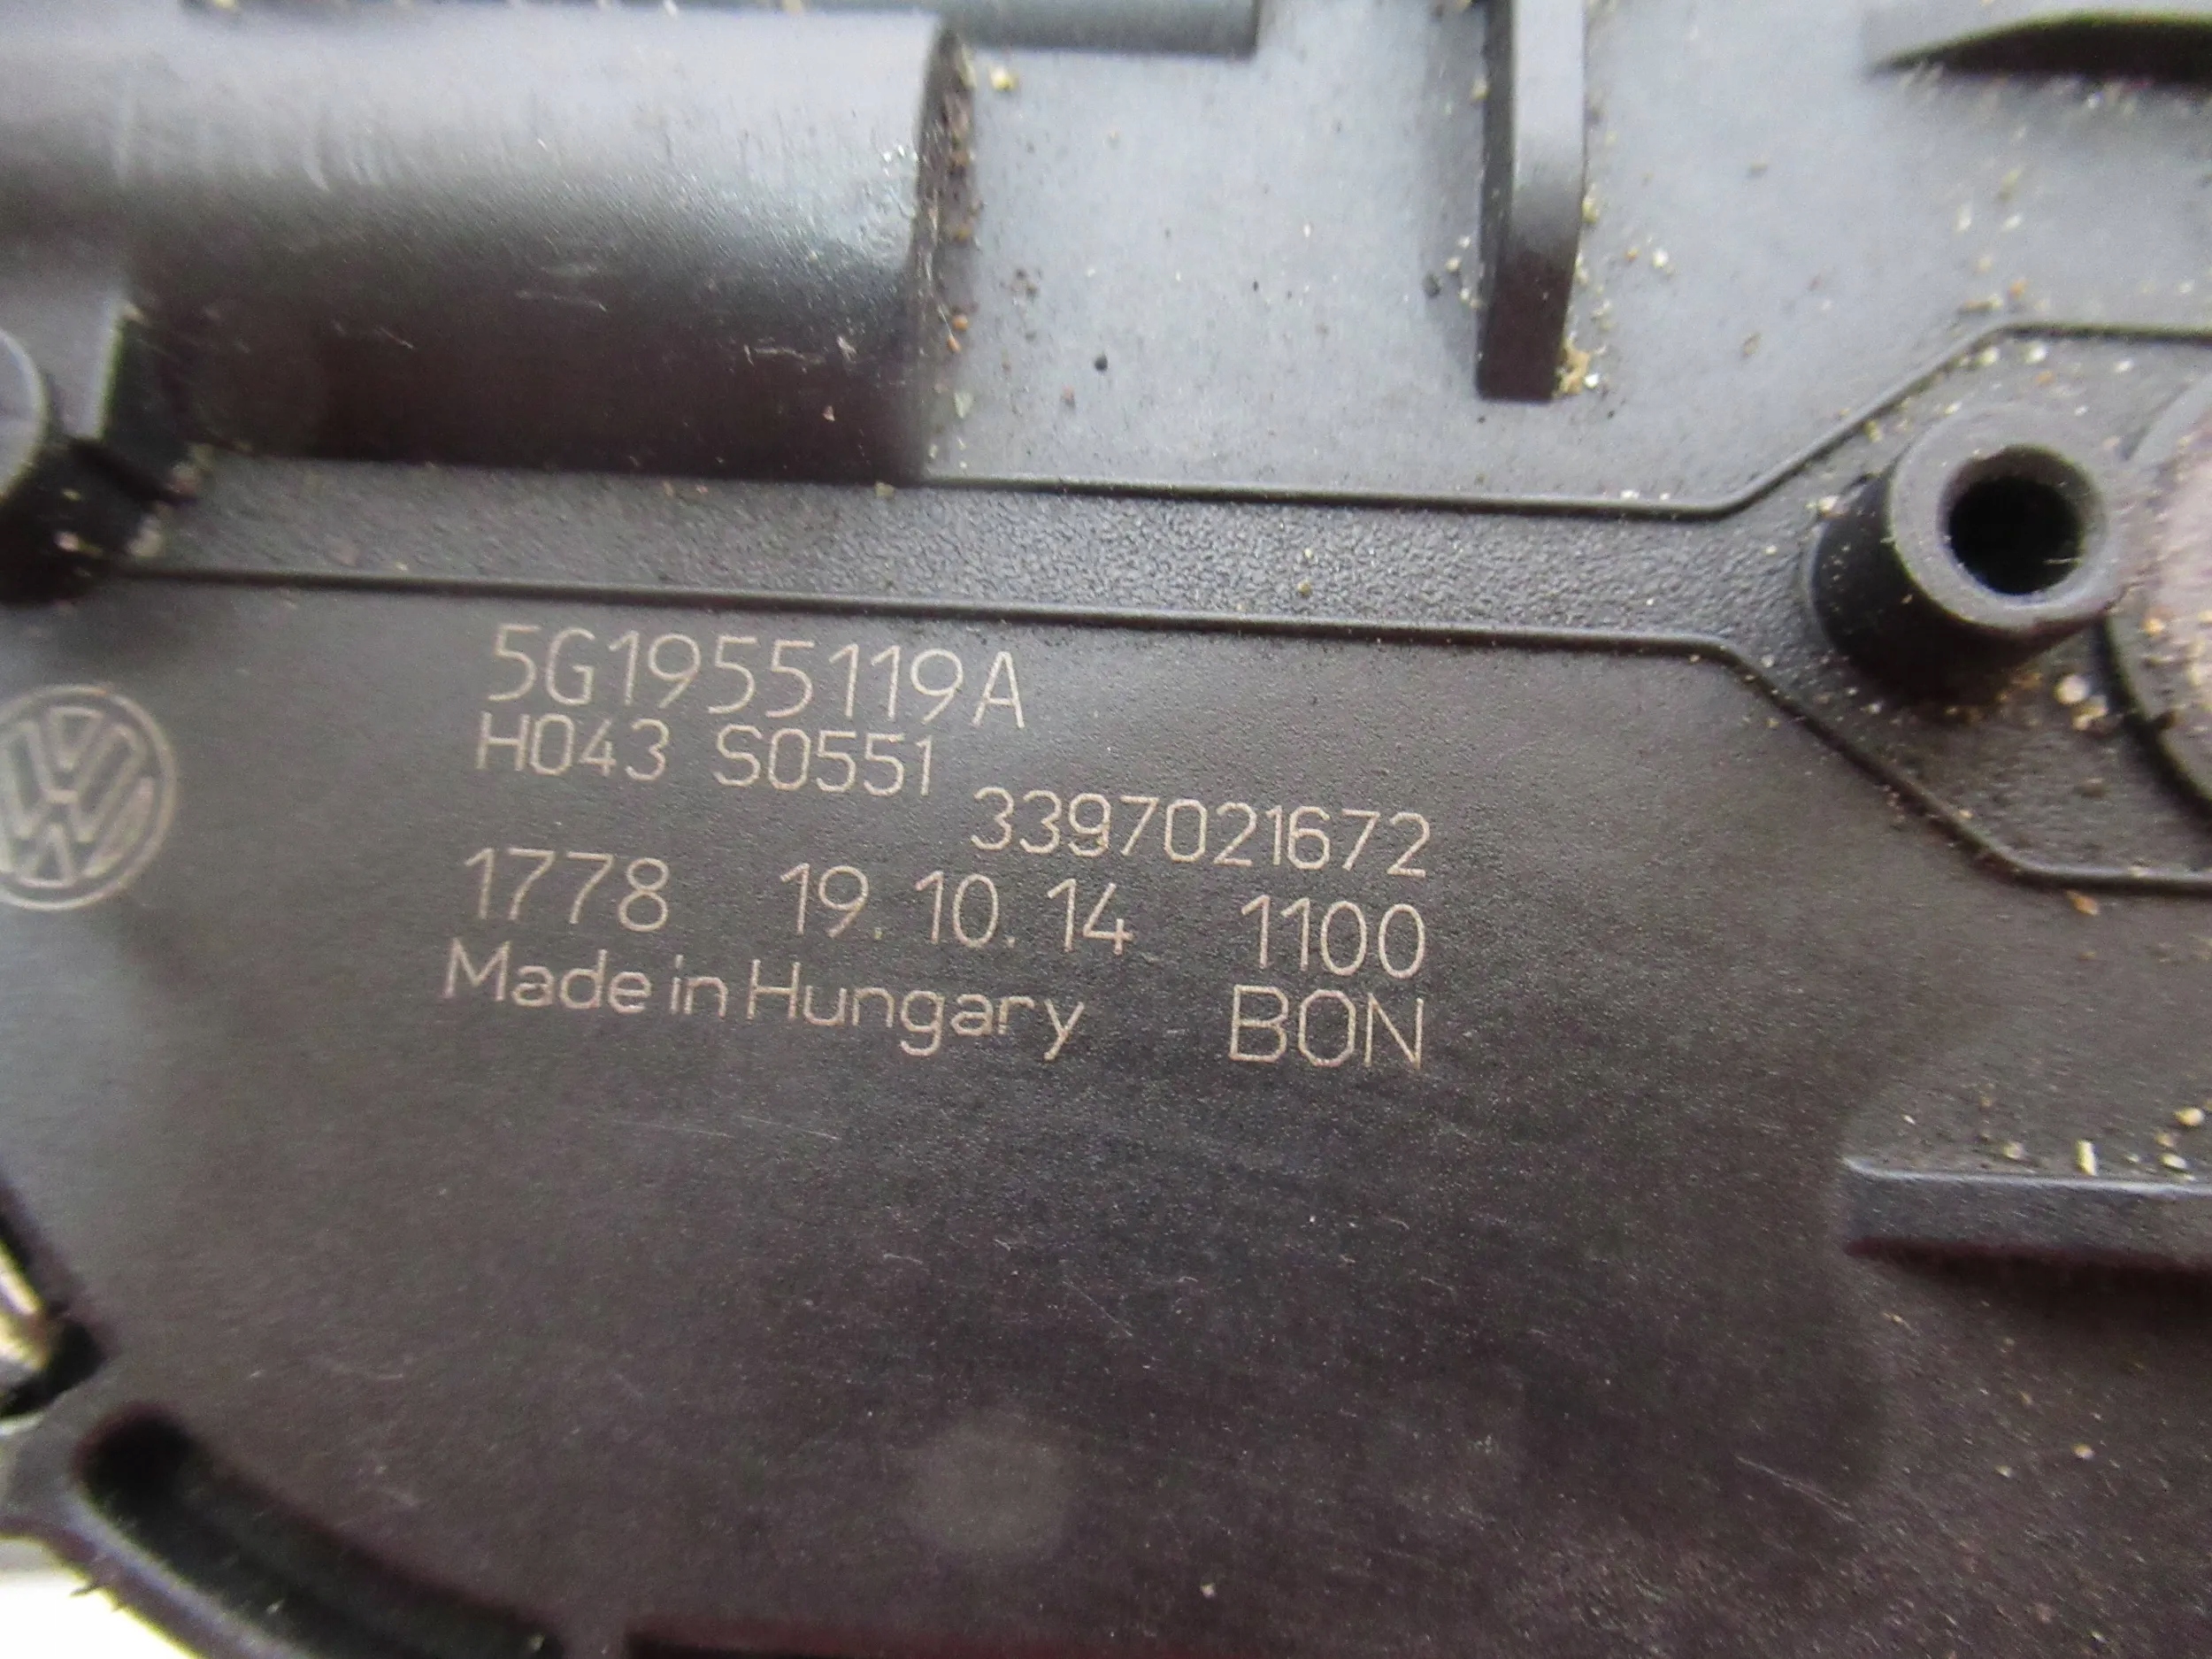 5G1955119A
H043 S0551
3397021672
1778 19.10.14 1100
Made in Hungary BON